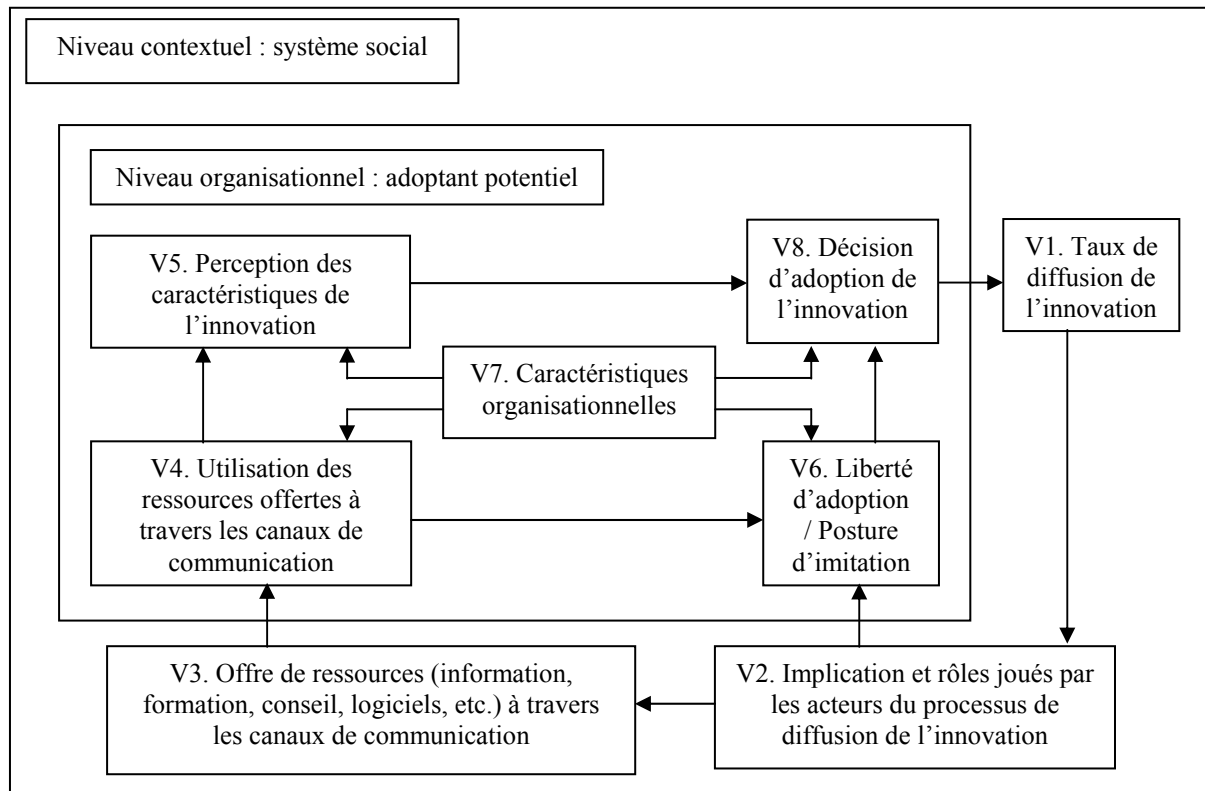 Niveau contextuel : système social
Niveau organisationnel : adoptant potentiel
V5. Perception des
caractéristiques de
l’innovation
V8. Décision
d’adoption de
l’innovation
V1. Taux de
diffusion de
l’innovation
V7. Caractéristiques
organisationnelles
V4. Utilisation des
ressources offertes à
travers les canaux de
communication
V6. Liberté
d’adoption
/ Posture
d’imitation
V3. Offre de ressources (information,
formation, conseil, logiciels, etc.) à travers
les canaux de communication
V2. Implication et rôles joués par
les acteurs du processus de
diffusion de l’innovation